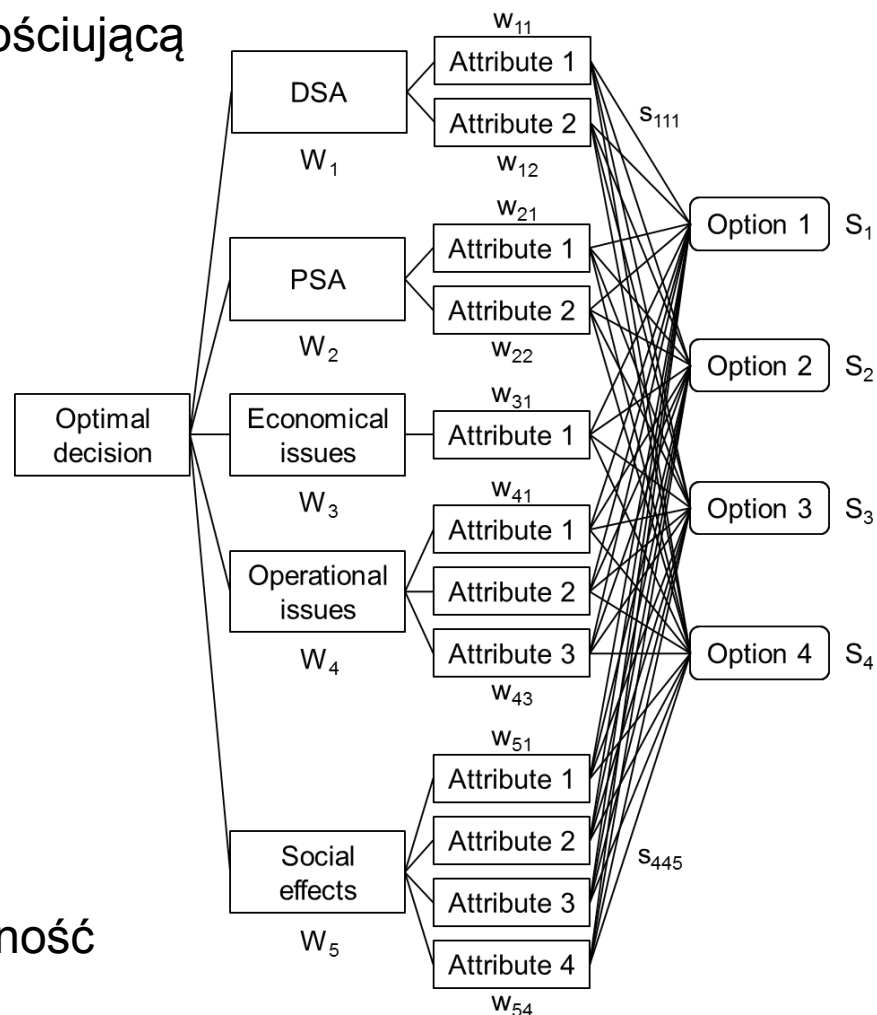 ościującą
w₁₁
Attribute 1
DSA
Attribute 2
W₁
w₁₂
s₁₁₁
w₂₁
Attribute 1
PSA
Attribute 2
W₂
w₂₂
Option 1 S₁
Option 2 S₂
w₃₁
Optimal
decision
Economical
issues
Attribute 1
W₃
w₄₁
Attribute 1
Operational
issues
Attribute 2
Attribute 3
W₄
w₄₃
Option 3 S₃
Option 4 S₄
w₅₁
Attribute 1
Social
effects
Attribute 2
Attribute 3
Attribute 4
W₅
w₅₄
s₄₄₅
ność